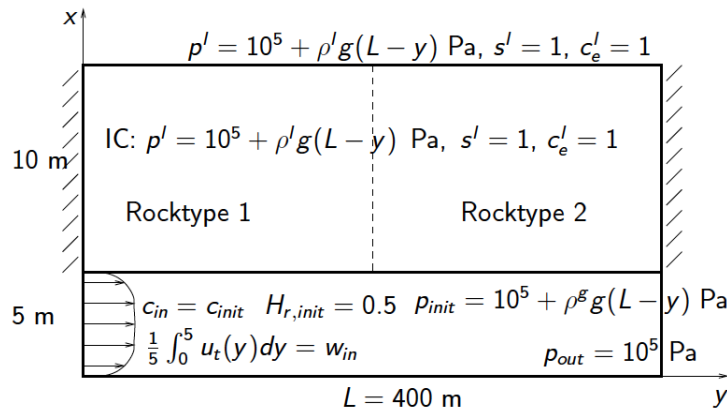 x
p^l = 10^5 + ρ^l g(L − y) Pa, s^l = 1, c_e^l = 1
10 m
IC: p^l = 10^5 + ρ^l g(L − y) Pa, s^l = 1, c_e^l = 1
Rocktype 1
Rocktype 2
5 m
c_in = c_init H_{r,init} = 0.5 p_init = 10^5 + ρ^g g(L − y) Pa
1/5 ∫_0^5 u_t(y)dy = w_in
p_out = 10^5 Pa
L = 400 m
y